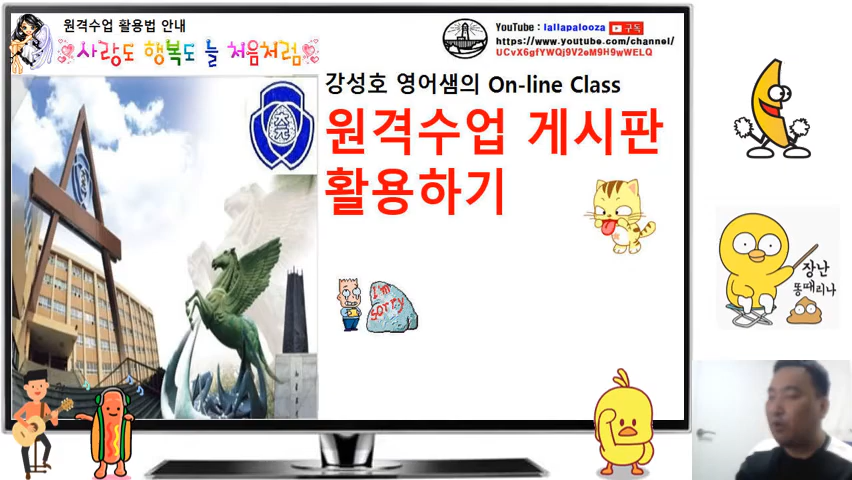 원격수업 활용법 안내
사랑도 행복도 늘 처음처럼
YouTube : lallapalooza 구독
https://www.youtube.com/channel/
UCvX6gfYWQj9V2eM9H9wWELQ
강성호 영어샘의 On-line Class
원격수업 게시판
활용하기
I'm
sorry
장난
똥때리나